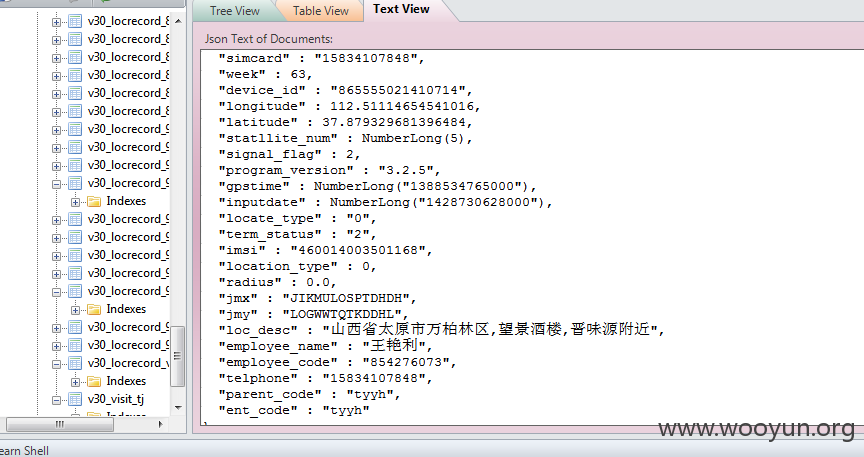 Tree View
Table View
Text View
Json Text of Documents:
v30_locrecord_8
v30_locrecord_8
v30_locrecord_8
v30_locrecord_8
v30_locrecord_8
v30_locrecord_9
v30_locrecord_9
v30_locrecord_9
v30_locrecord_9
v30_locrecord_9
Indexes
v30_locrecord_9
v30_locrecord_9
v30_locrecord_9
v30_locrecord_9
v30_locrecord_9
Indexes
v30_locrecord_9
v30_locrecord_9
v30_locrecord_v
Indexes
v30_visit_tj
Indexes
"simcard" : "15834107848",
"week" : 63,
"device_id" : "865555021410714",
"longitude" : 112.51114654541016,
"latitude" : 37.879329681396484,
"statllite_num" : NumberLong(5),
"signal_flag" : 2,
"program_version" : "3.2.5",
"gpstime" : NumberLong("1388534765000"),
"inputdate" : NumberLong("1428730628000"),
"locate_type" : "0",
"term_status" : "2",
"imsi" : "460014003501168",
"location_type" : 0,
"radius" : 0.0,
"jmx" : "JIKMULOSPTDHDH",
"jmy" : "LOGWWTQTKDDHL",
"loc_desc" : "山西省太原市万柏林区,望景酒楼,晋味源附近",
"employee_name" : "王艳利",
"employee_code" : "854276073",
"telphone" : "15834107848",
"parent_code" : "tyyh",
"ent_code" : "tyyh"
www.wooyun.org
earn Shell